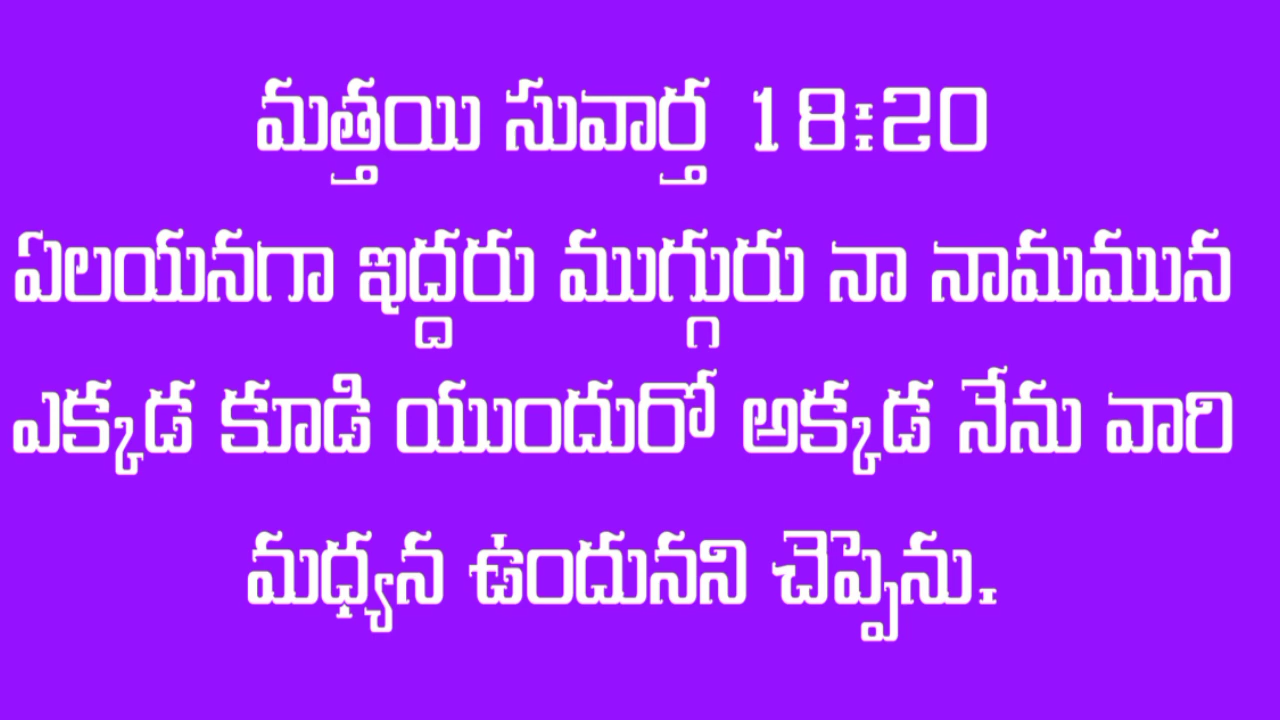 మత్తయి సువార్త 18:20
ఏలయనగా ఇద్దరు ముగ్గురు నా నామమున
ఎక్కడ కూడి యుందురో అక్కడ నేను వారి
మధ్యన ఉందునని చెప్పెను.